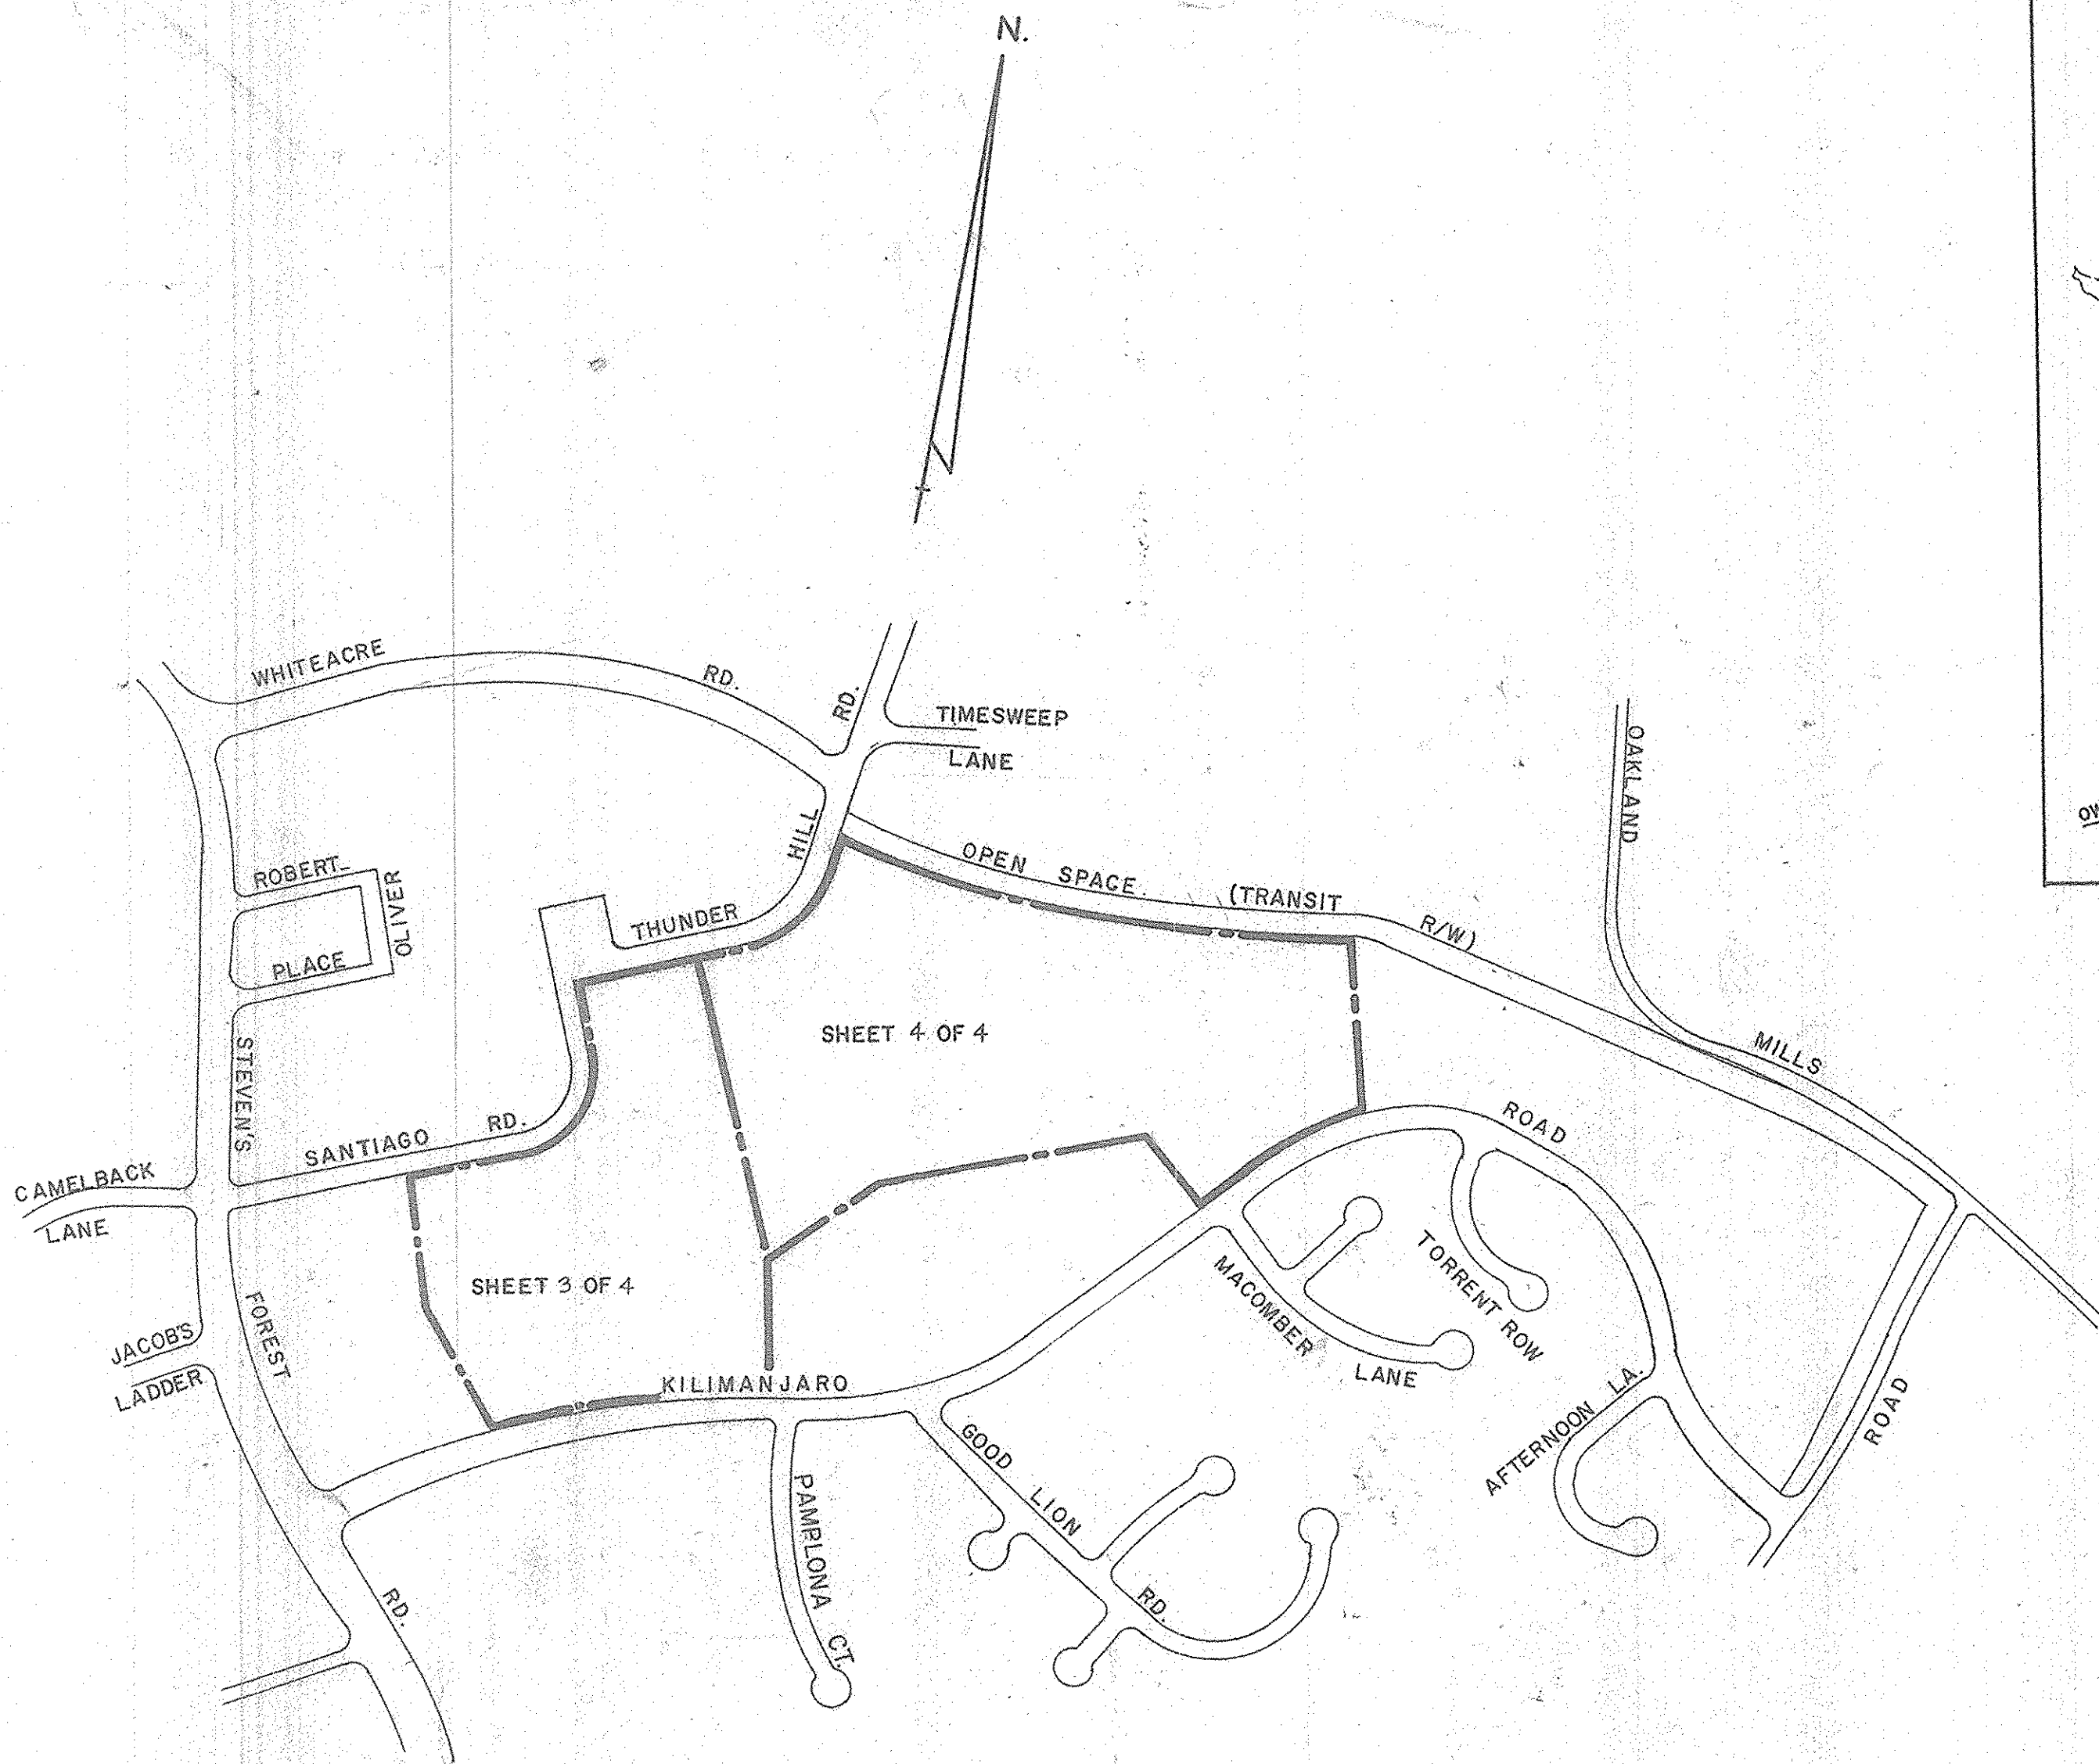 N.
WHITEACRE RD.
RD.
TIMESWEEP
LANE
OAKLAND
HILL
ROBERT
OLIVER
PLACE
THUNDER
OPEN SPACE (TRANSIT R/W)
SHEET 4 OF 4
MILLS
STEVEN'S
SANTIAGO RD.
ROAD
CAMELBACK
LANE
SHEET 3 OF 4
TORRENT ROW
MACOMBER
LANE
FOREST
JACOB'S
LADDER
KILIMANJARO
AFTERNOON LA.
ROAD
GOOD LION RD.
PAMPLONA CT.
RD.